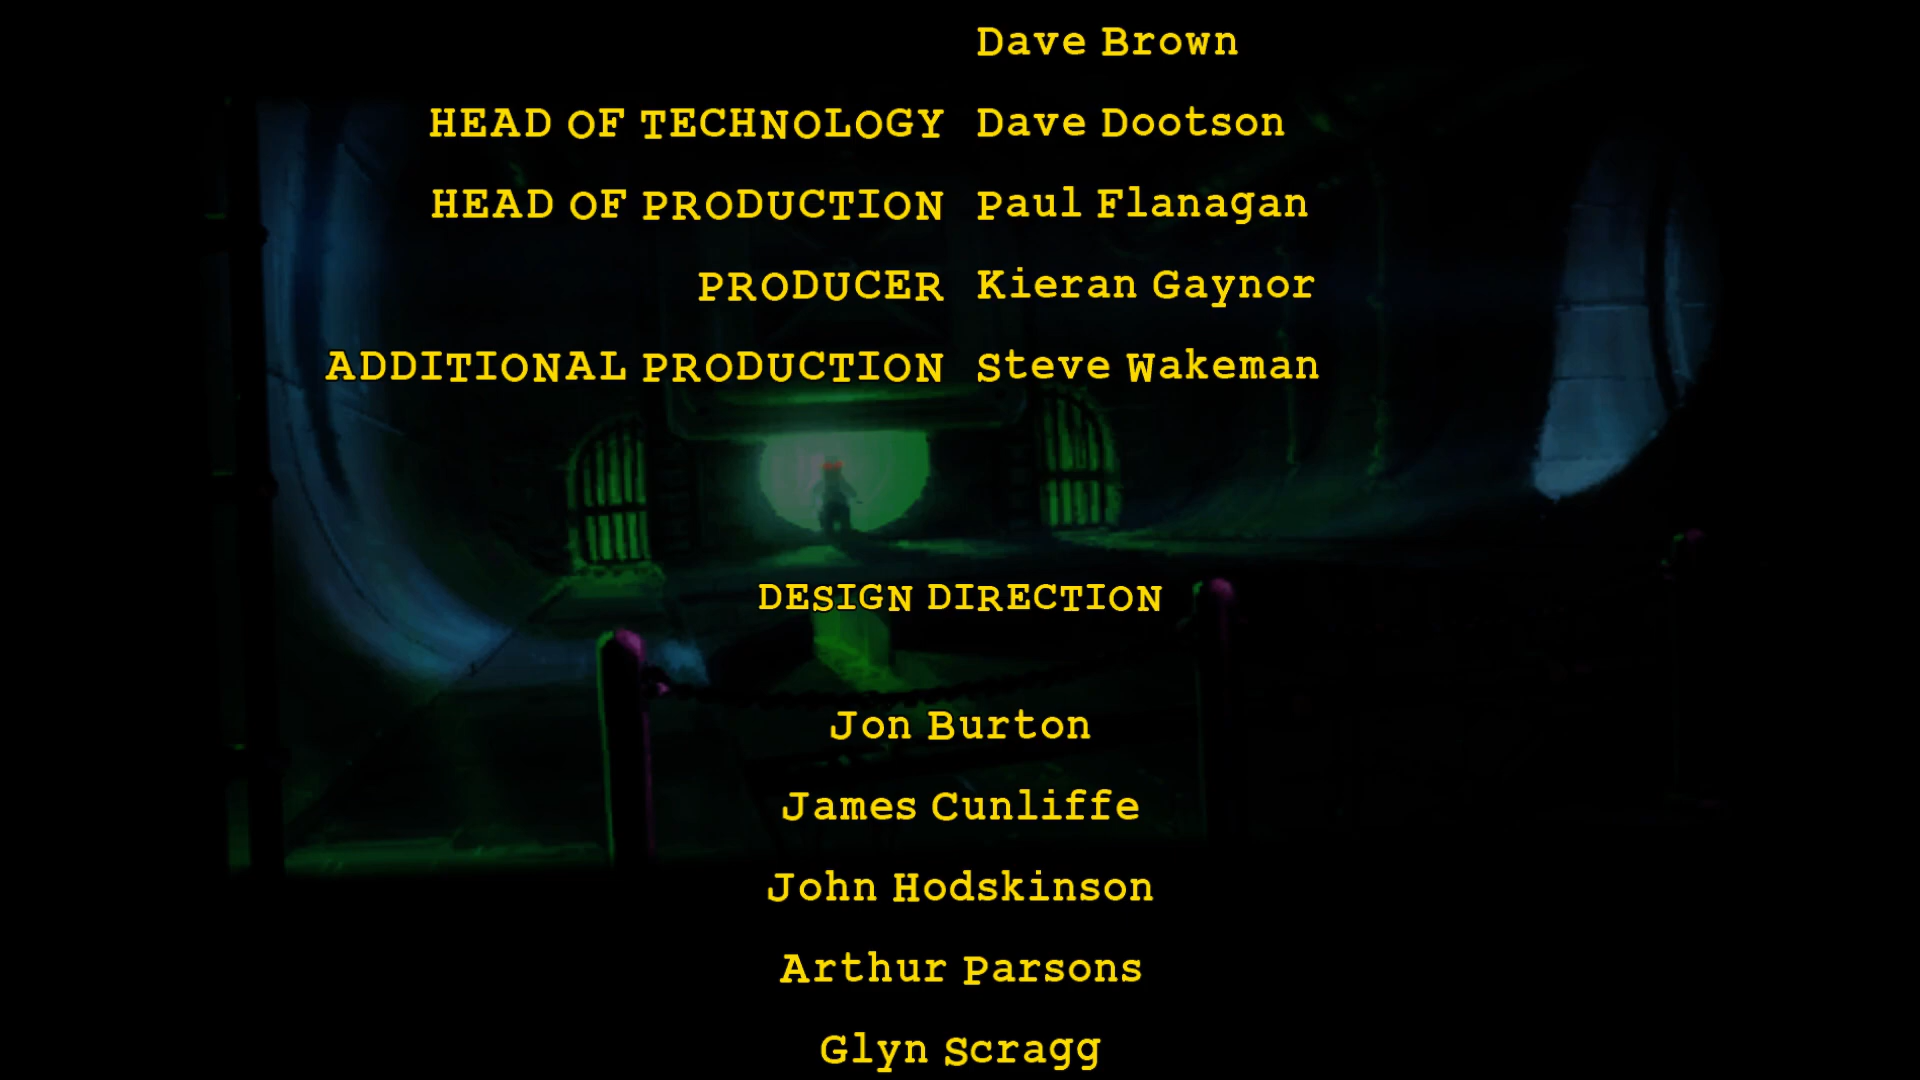 Dave Brown
HEAD OF TECHNOLOGY Dave Dootson
HEAD OF PRODUCTION Paul Flanagan
PRODUCER Kieran Gaynor
ADDITIONAL PRODUCTION Steve Wakeman
DESIGN DIRECTION
Jon Burton
James Cunliffe
John Hodskinson
Arthur Parsons
Glyn Scragg